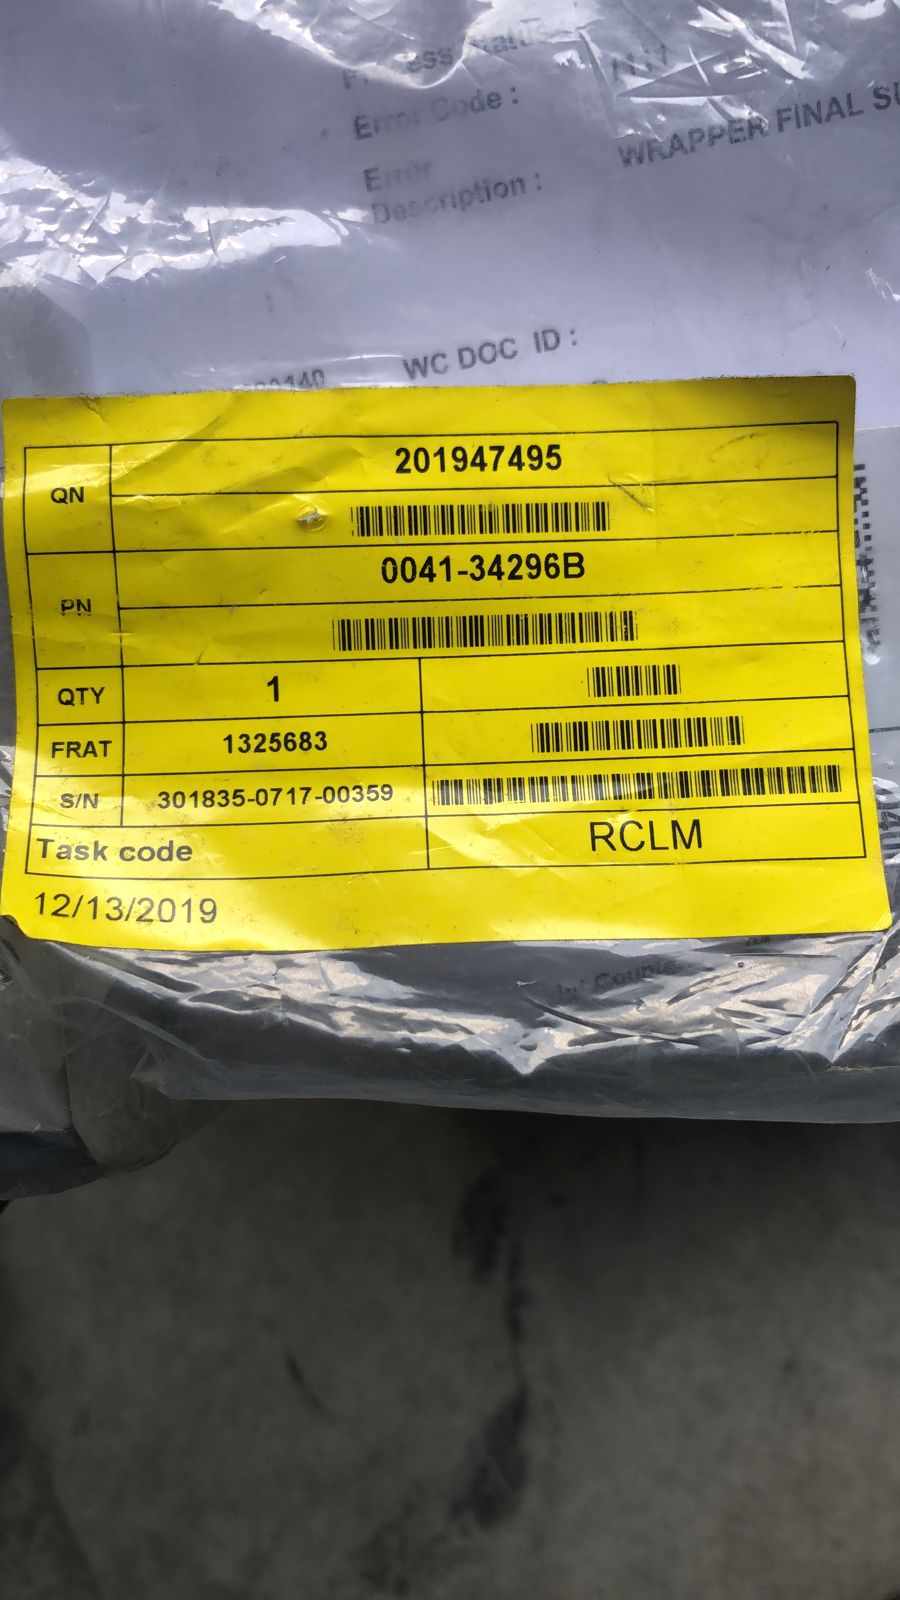 Error Code :
Error
Description :
WRAPPER FINAL
WC DOC ID :
QN
201947495
PN
0041-34296B
QTY
1
FRAT
1325683
S/N
301835-0717-00359
Task code
RCLM
12/13/2019